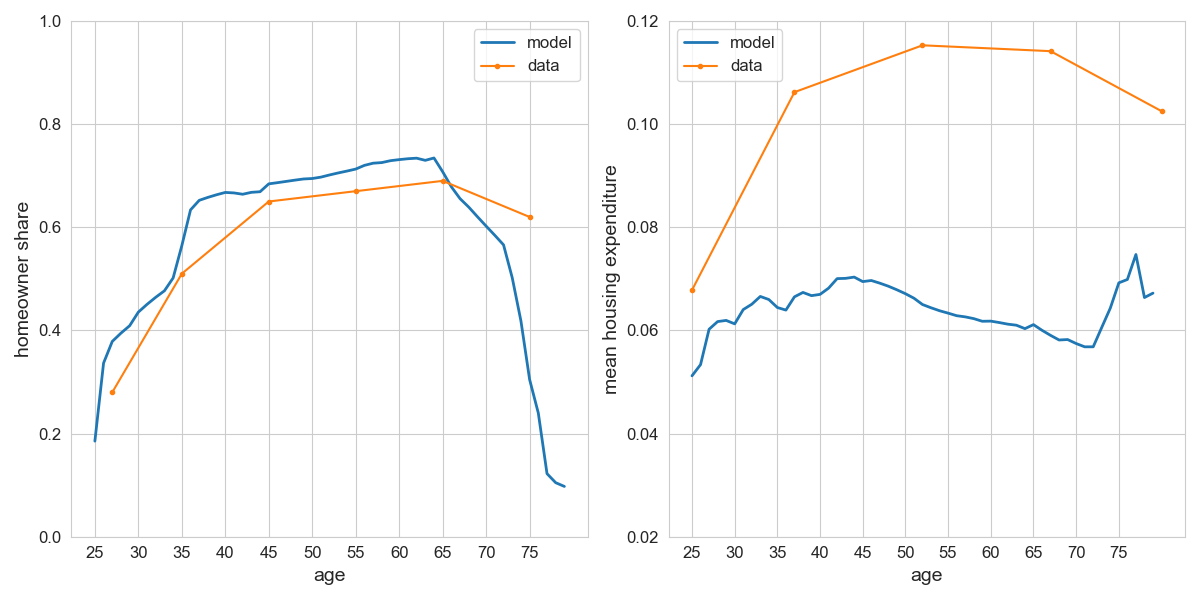 1.0
0.8
0.6
0.4
0.2
0.0
homeowner share
25 30 35 40 45 50 55 60 65 70 75
age
model
data
0.12
0.10
0.08
0.06
0.04
0.02
mean housing expenditure
25 30 35 40 45 50 55 60 65 70 75
age
model
data